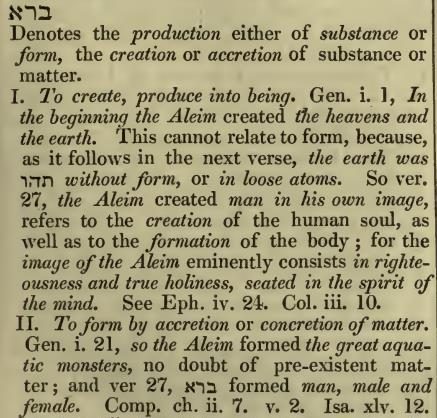 ברא
Denotes the production either of substance or
form, the creation or accretion of substance or
matter.
I. To create, produce into being. Gen. i. 1, In
the beginning the Aleim created the heavens and
the earth. This cannot relate to form, because,
as it follows in the next verse, the earth was
תהו without form, or in loose atoms. So ver.
27, the Aleim created man in his own image,
refers to the creation of the human soul, as
well as to the formation of the body; for the
image of the Aleim eminently consists in righte-
ousness and true holiness, seated in the spirit of
the mind. See Eph. iv. 24. Col. iii. 10.
II. To form by accretion or concretion of matter.
Gen. i. 21, so the Aleim formed the great aqua-
tic monsters, no doubt of pre-existent mat-
ter; and ver 27, ברא formed man, male and
female. Comp. ch. ii. 7. v. 2. Isa. xlv. 12.